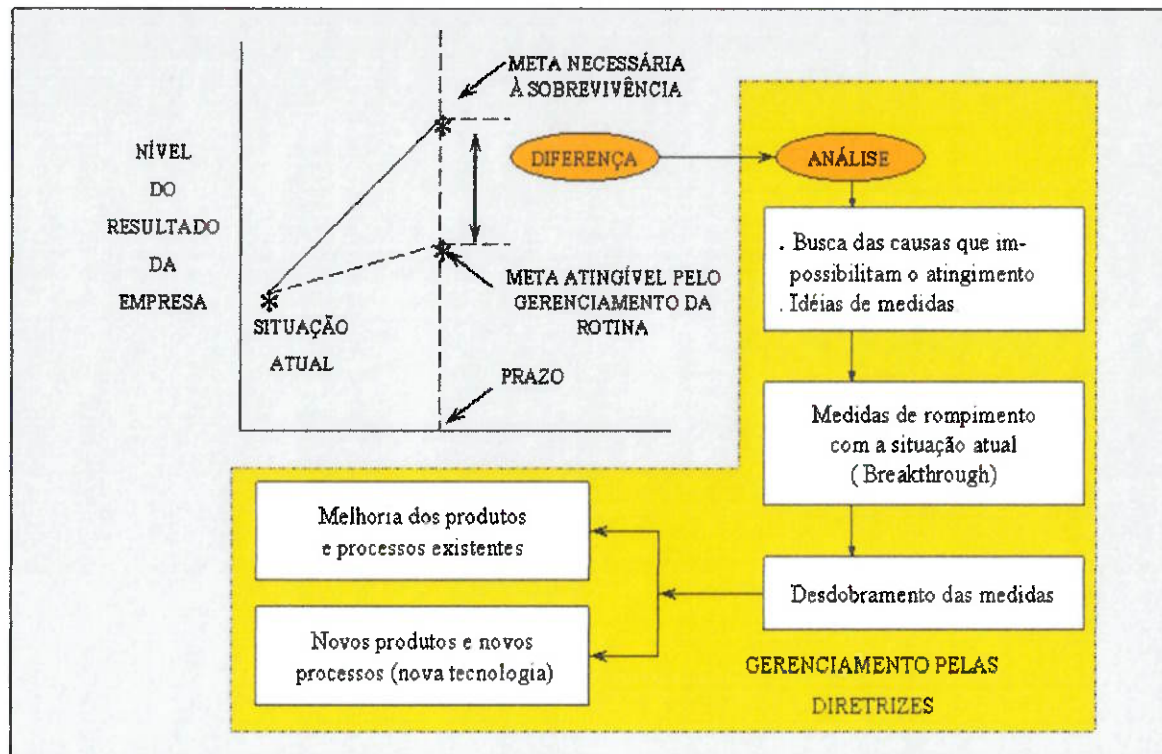 META NECESSÁRIA
À SOBREVIVÊNCIA
NÍVEL
DO
RESULTADO
DA
EMPRESA
DIFERENÇA
ANÁLISE
META ATINGÍVEL PELO
GERENCIAMENTO DA
ROTINA
SITUAÇÃO
ATUAL
PRAZO
. Busca das causas que im-
possibilitam o atingimento
. Idéias de medidas
Medidas de rompimento
com a situação atual
( Breakthrough)
Desdobramento das medidas
Melhoria dos produtos
e processos existentes
Novos produtos e novos
processos (nova tecnologia)
GERENCIAMENTO PELAS
DIRETRIZES